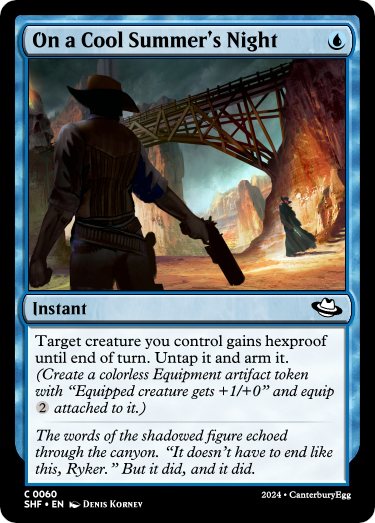 On a Cool Summer's Night
Instant
Target creature you control gains hexproof
until end of turn. Untap it and arm it.
(Create a colorless Equipment artifact token
with “Equipped creature gets +1/+0” and equip
2 attached to it.)
The words of the shadowed figure echoed
through the canyon. “It doesn't have to end like
this, Ryker.” But it did, and it did.
C 0060
SHF • EN Denis Kornev
2024 • CanterburyEgg